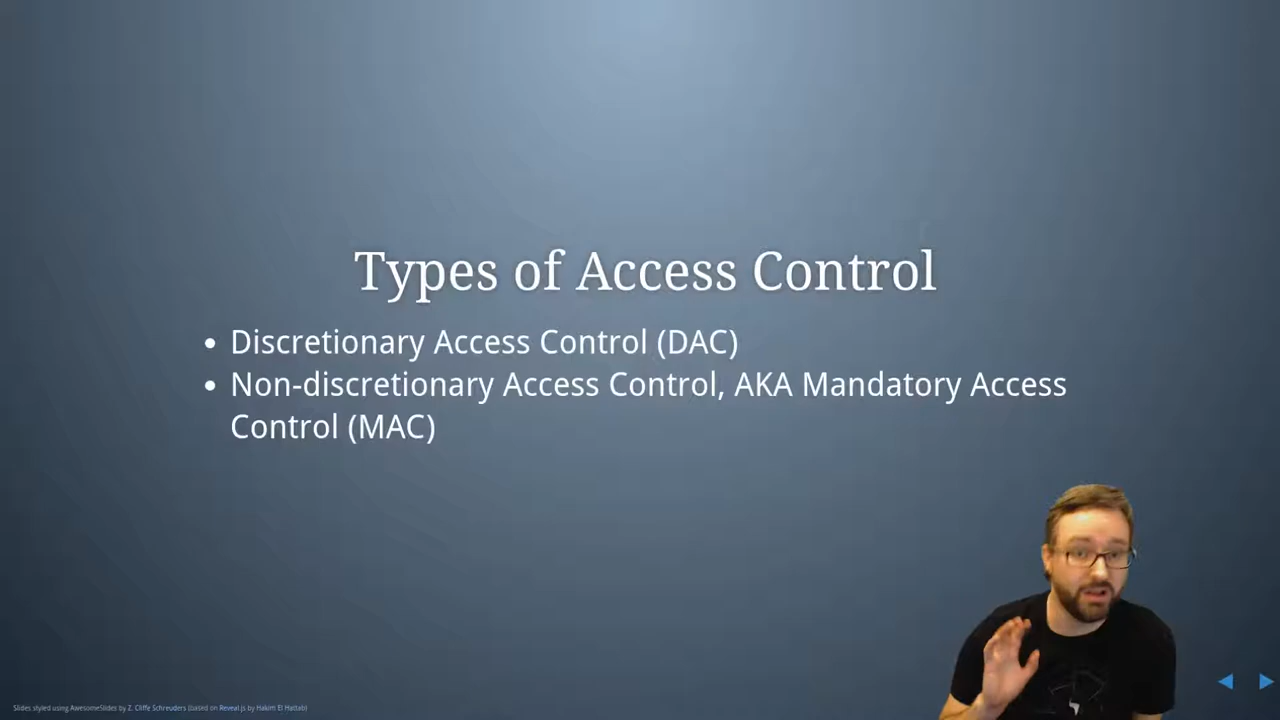 Types of Access Control
• Discretionary Access Control (DAC)
• Non-discretionary Access Control, AKA Mandatory Access
Control (MAC)
Slides styled using AwesomeSlides by Z. Cliffe Schreuders (based on Reveal.js by Hakim El Hattab)